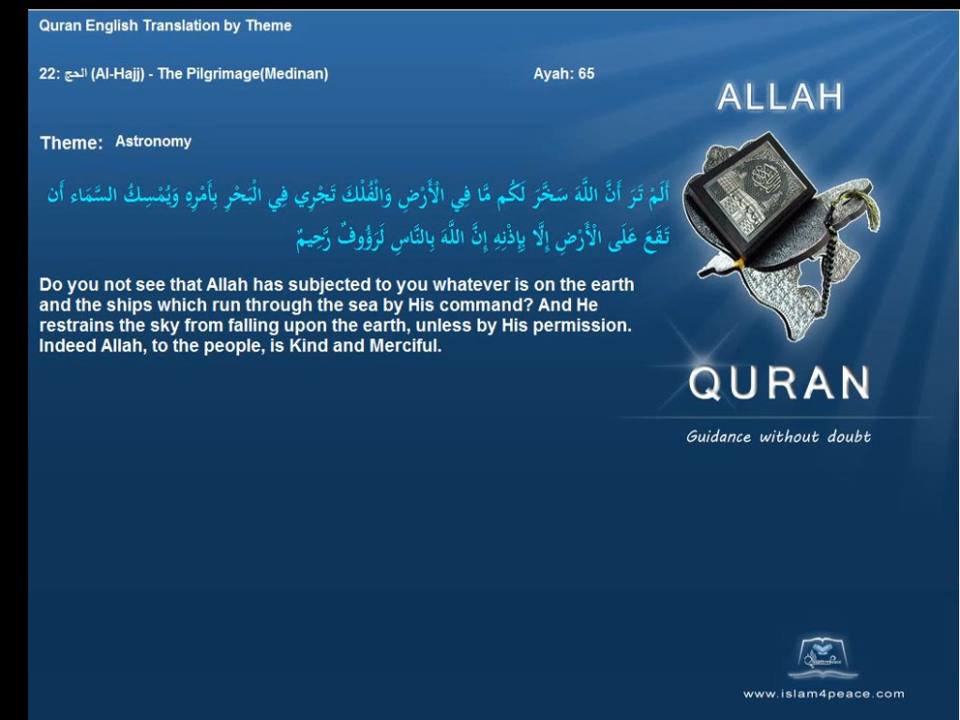 Quran English Translation by Theme
22: الحج (Al-Hajj) - The Pilgrimage(Medinan)
Ayah: 65
Theme: Astronomy
أَلَمْ تَرَ أَنَّ اللَّهَ سَخَّرَ لَكُم مَّا فِي الْأَرْضِ وَالْفُلْكَ تَجْرِي فِي الْبَحْرِ بِأَمْرِهِ وَيُمْسِكُ السَّمَاء أَن
تَقَعَ عَلَى الْأَرْضِ إِلَّا بِإِذْنِهِ إِنَّ اللَّهَ بِالنَّاسِ لَرَؤُوفٌ رَّحِيمٌ
Do you not see that Allah has subjected to you whatever is on the earth
and the ships which run through the sea by His command? And He
restrains the sky from falling upon the earth, unless by His permission.
Indeed Allah, to the people, is Kind and Merciful.
ALLAH
QURAN
Guidance without doubt
www.islam4peace.com